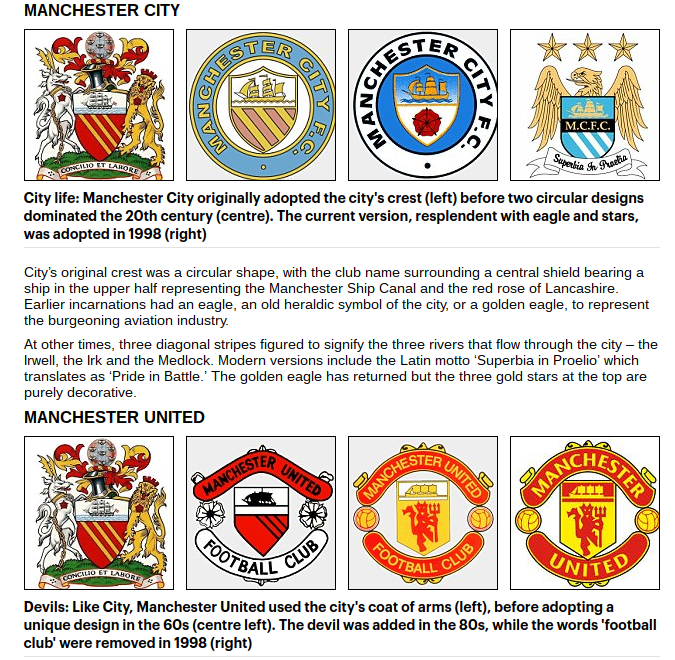 MANCHESTER CITY
CONCILIO ET LABORE
MANCHESTER CITY F.C.
MANCHESTER CITY F.C.
M.C.F.C.
Superbia In Proelia
City life: Manchester City originally adopted the city's crest (left) before two circular designs
dominated the 20th century (centre). The current version, resplendent with eagle and stars,
was adopted in 1998 (right)
City's original crest was a circular shape, with the club name surrounding a central shield bearing a
ship in the upper half representing the Manchester Ship Canal and the red rose of Lancashire.
Earlier incarnations had an eagle, an old heraldic symbol of the city, or a golden eagle, to represent
the burgeoning aviation industry.
At other times, three diagonal stripes figured to signify the three rivers that flow through the city – the
Irwell, the Irk and the Medlock. Modern versions include the Latin motto ‘Superbia in Proelio’ which
translates as ‘Pride in Battle.’ The golden eagle has returned but the three gold stars at the top are
purely decorative.
MANCHESTER UNITED
CONCILIO ET LABORE
MANCHESTER UNITED
FOOTBALL CLUB
MANCHESTER UNITED
FOOTBALL CLUB
MANCHESTER
UNITED
Devils: Like City, Manchester United used the city's coat of arms (left), before adopting a
unique design in the 60s (centre left). The devil was added in the 80s, while the words 'football
club' were removed in 1998 (right)